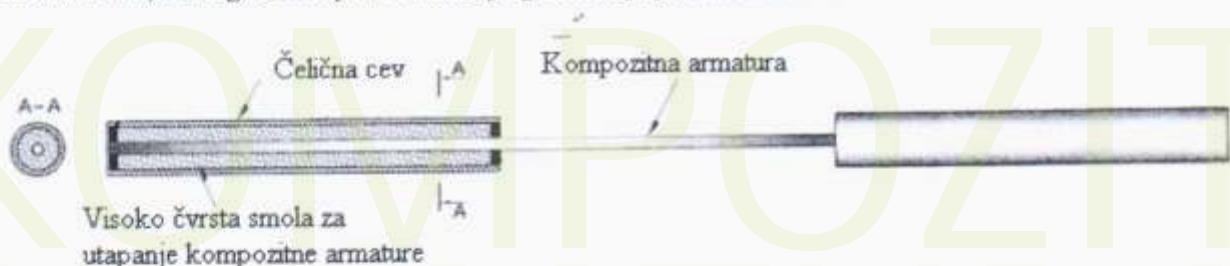 KOMPOZIT
Čelična cev
A
Kompozitna armatura
A-A
A
Visoko čvrsta smola za
utapanje kompozitne armature